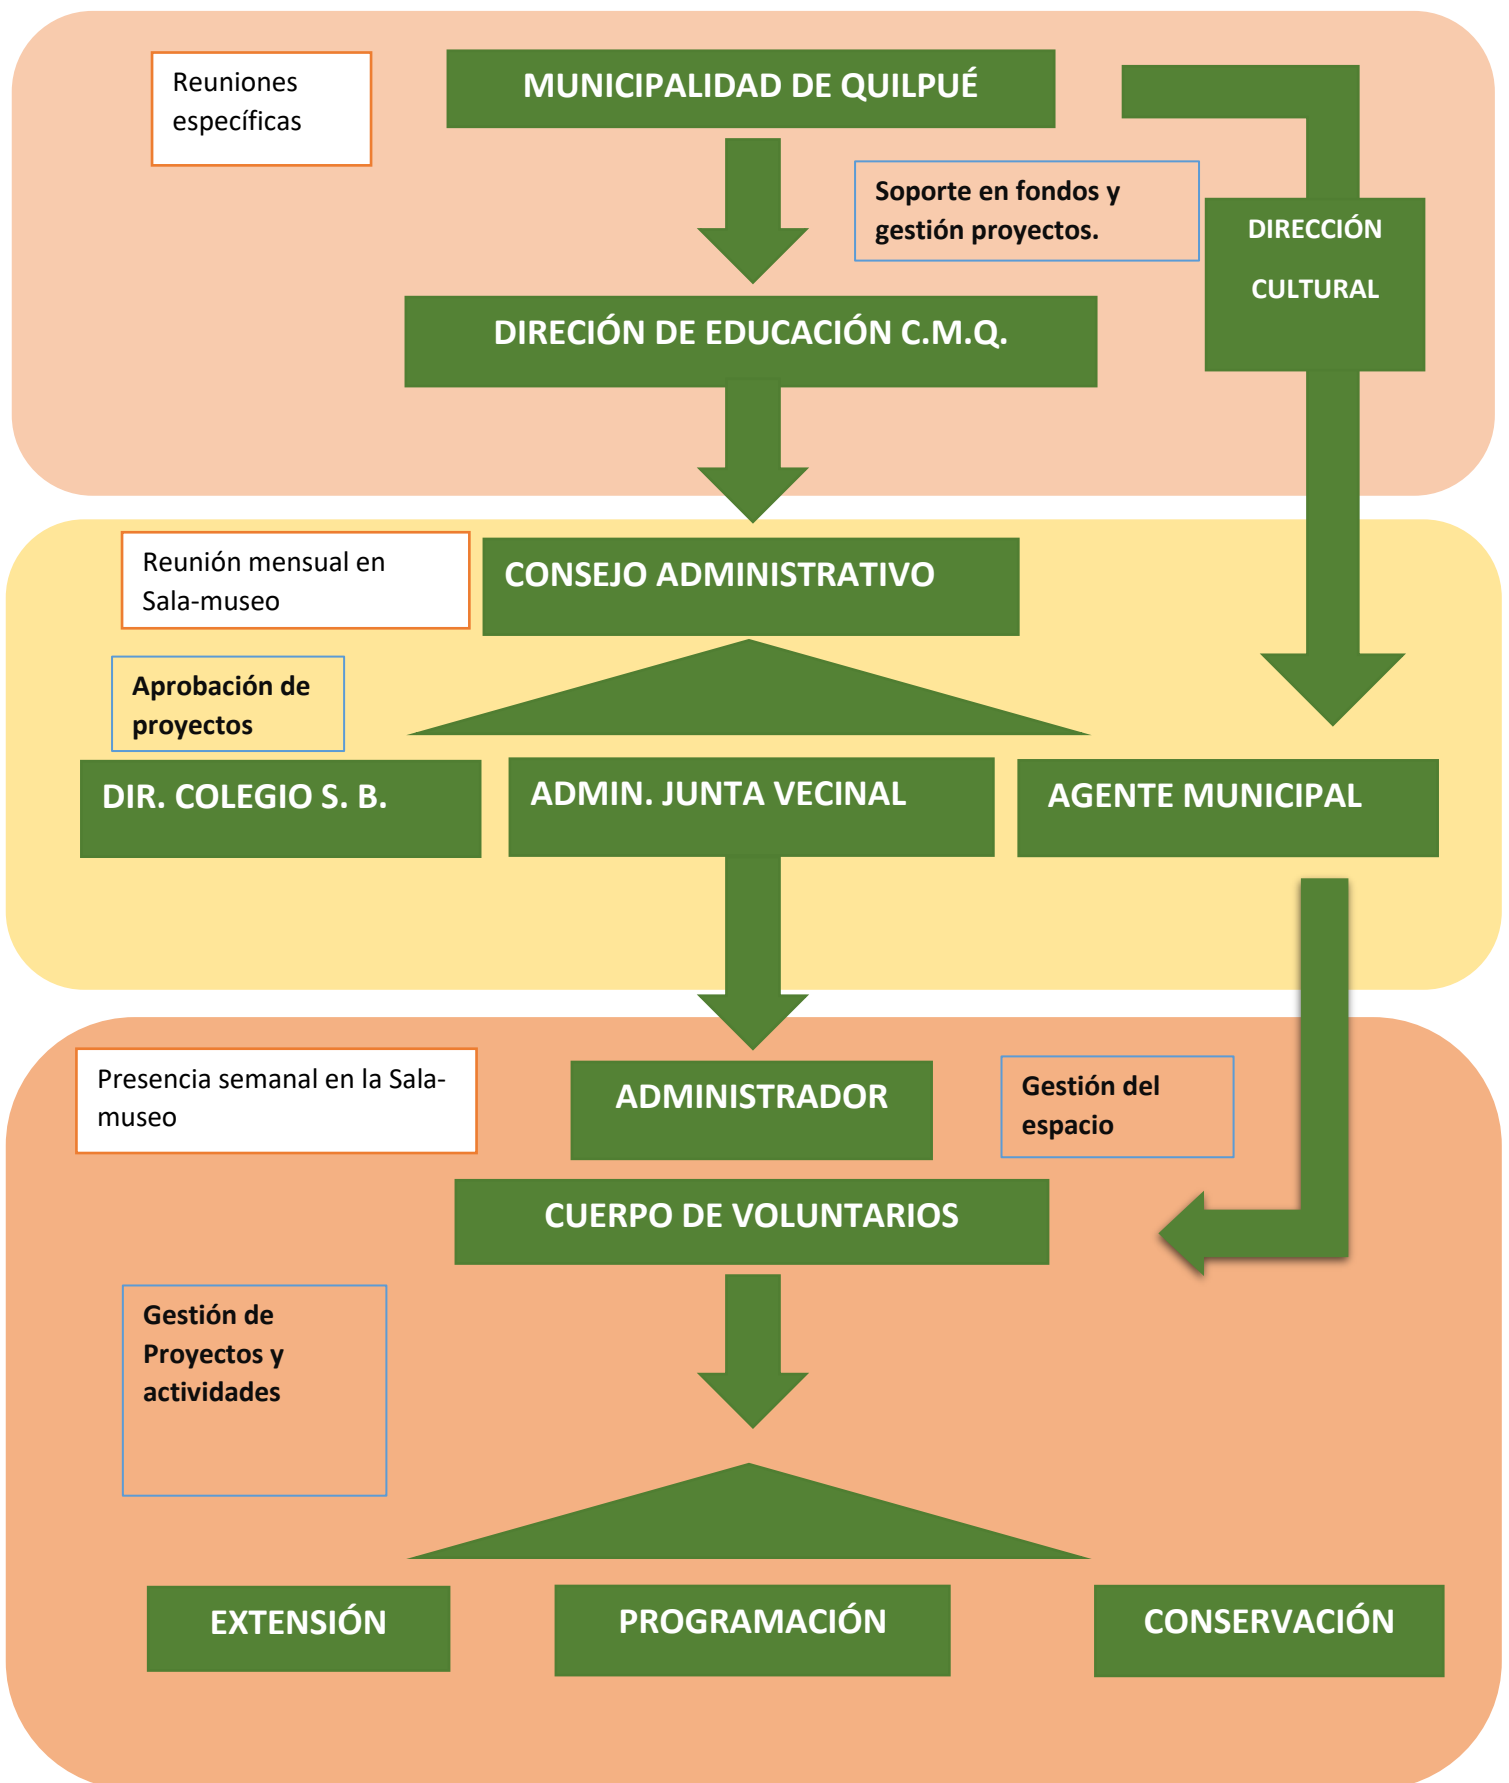 Reuniones
específicas
MUNICIPALIDAD DE QUILPUÉ
Soporte en fondos y
gestión proyectos.
DIRECCIÓN
CULTURAL
DIRECIÓN DE EDUCACIÓN C.M.Q.
Reunión mensual en
Sala-museo
CONSEJO ADMINISTRATIVO
Aprobación de
proyectos
DIR. COLEGIO S. B.
ADMIN. JUNTA VECINAL
AGENTE MUNICIPAL
Presencia semanal en la Sala-
museo
ADMINISTRADOR
Gestión del
espacio
CUERPO DE VOLUNTARIOS
Gestión de
Proyectos y
actividades
EXTENSIÓN
PROGRAMACIÓN
CONSERVACIÓN